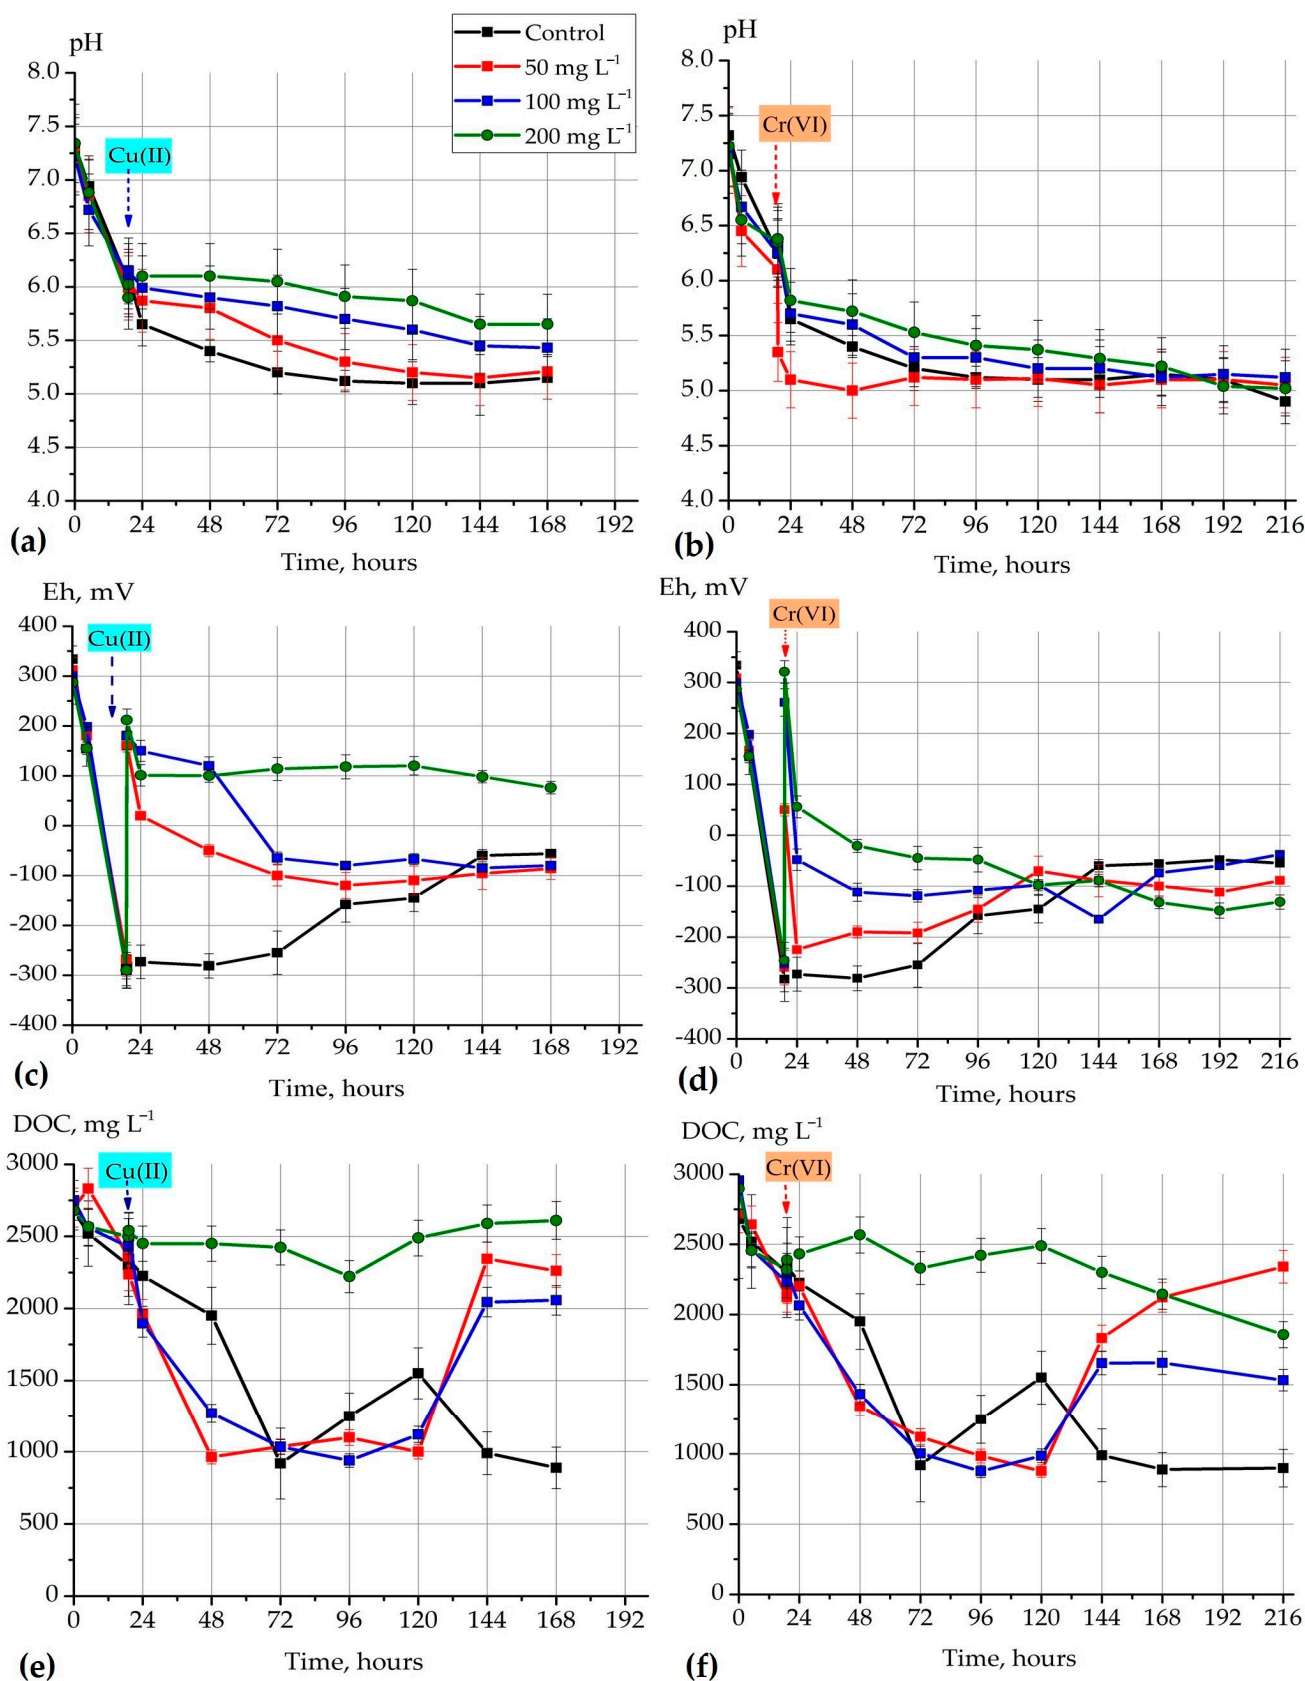 pH
Control
50 mg L⁻¹
100 mg L⁻¹
200 mg L⁻¹
Cu(II)
8.0
7.5
7.0
6.5
6.0
5.5
5.0
4.5
4.0
0 24 48 72 96 120 144 168 192
(a)
Time, hours
pH
Cr(VI)
8.0
7.5
7.0
6.5
6.0
5.5
5.0
4.5
4.0
0 24 48 72 96 120 144 168 192 216
(b)
Time, hours
Eh, mV
Cu(II)
400
300
200
100
0
-100
-200
-300
-400
0 24 48 72 96 120 144 168 192
(c)
Time, hours
Eh, mV
Cr(VI)
400
300
200
100
0
-100
-200
-300
-400
0 24 48 72 96 120 144 168 192 216
(d)
Time, hours
DOC, mg L⁻¹
Cu(II)
3000
2500
2000
1500
1000
500
0
0 24 48 72 96 120 144 168 192
(e)
Time, hours
DOC, mg L⁻¹
Cr(VI)
3000
2500
2000
1500
1000
500
0
0 24 48 72 96 120 144 168 192 216
(f)
Time, hours